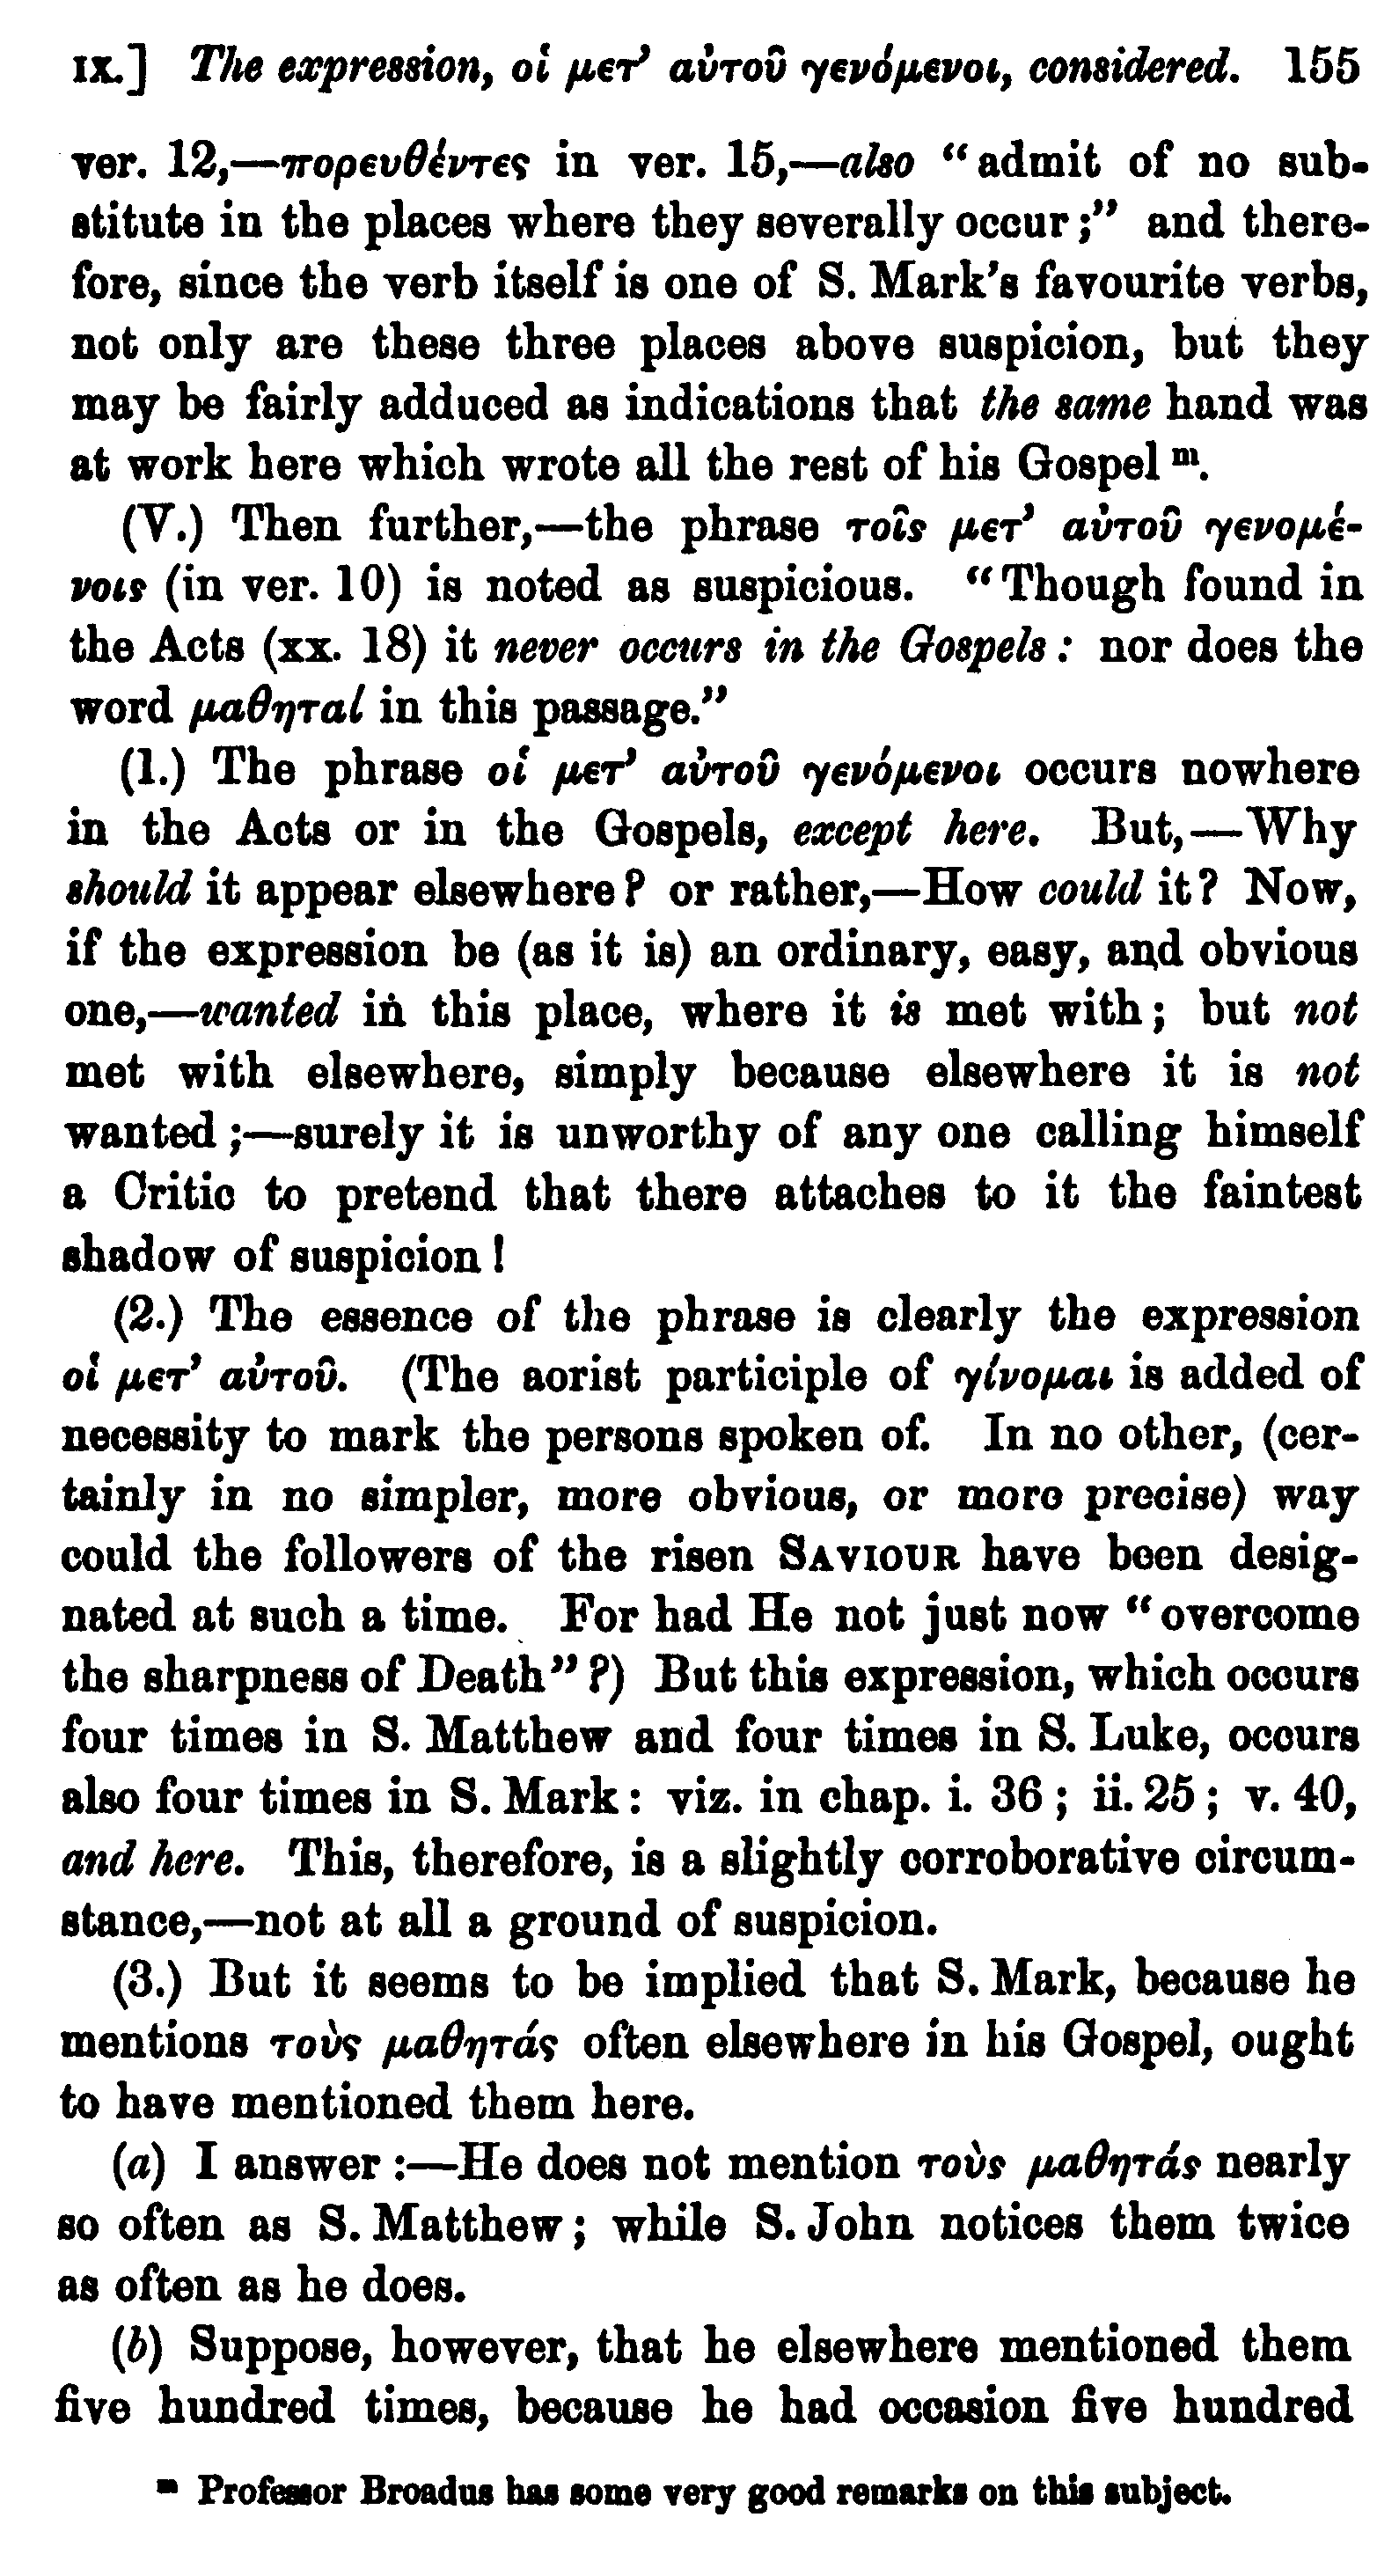 IX.] The expression, οἱ μετ' αὐτοῦ γενόμενοι, considered. 155
ver. 12,—πορευθέντες in ver. 15,—also "admit of no sub-
stitute in the places where they severally occur;" and there-
fore, since the verb itself is one of S. Mark's favourite verbs,
not only are these three places above suspicion, but they
may be fairly adduced as indications that the same hand was
at work here which wrote all the rest of his Gospel m.
(V.) Then further,—the phrase τοῖς μετ' αὐτοῦ γενομέ-
νοις (in ver. 10) is noted as suspicious. "Though found in
the Acts (xx. 18) it never occurs in the Gospels: nor does the
word μαθηταί in this passage."
(1.) The phrase οἱ μετ' αὐτοῦ γενόμενοι occurs nowhere
in the Acts or in the Gospels, except here. But,—Why
should it appear elsewhere? or rather,—How could it? Now,
if the expression be (as it is) an ordinary, easy, and obvious
one,—wanted in this place, where it is met with; but not
met with elsewhere, simply because elsewhere it is not
wanted;—surely it is unworthy of any one calling himself
a Critic to pretend that there attaches to it the faintest
shadow of suspicion!
(2.) The essence of the phrase is clearly the expression
οἱ μετ' αὐτοῦ. (The aorist participle of γίνομαι is added of
necessity to mark the persons spoken of. In no other, (cer-
tainly in no simpler, more obvious, or more precise) way
could the followers of the risen SAVIOUR have been desig-
nated at such a time. For had He not just now "overcome
the sharpness of Death"?) But this expression, which occurs
four times in S. Matthew and four times in S. Luke, occurs
also four times in S. Mark: viz. in chap. i. 36; ii. 25; v. 40,
and here. This, therefore, is a slightly corroborative circum-
stance,—not at all a ground of suspicion.
(3.) But it seems to be implied that S. Mark, because he
mentions τοὺς μαθητάς often elsewhere in his Gospel, ought
to have mentioned them here.
(a) I answer:—He does not mention τοὺς μαθητάς nearly
so often as S. Matthew; while S. John notices them twice
as often as he does.
(b) Suppose, however, that he elsewhere mentioned them
five hundred times, because he had occasion five hundred
m Professor Broadus has some very good remarks on this subject.